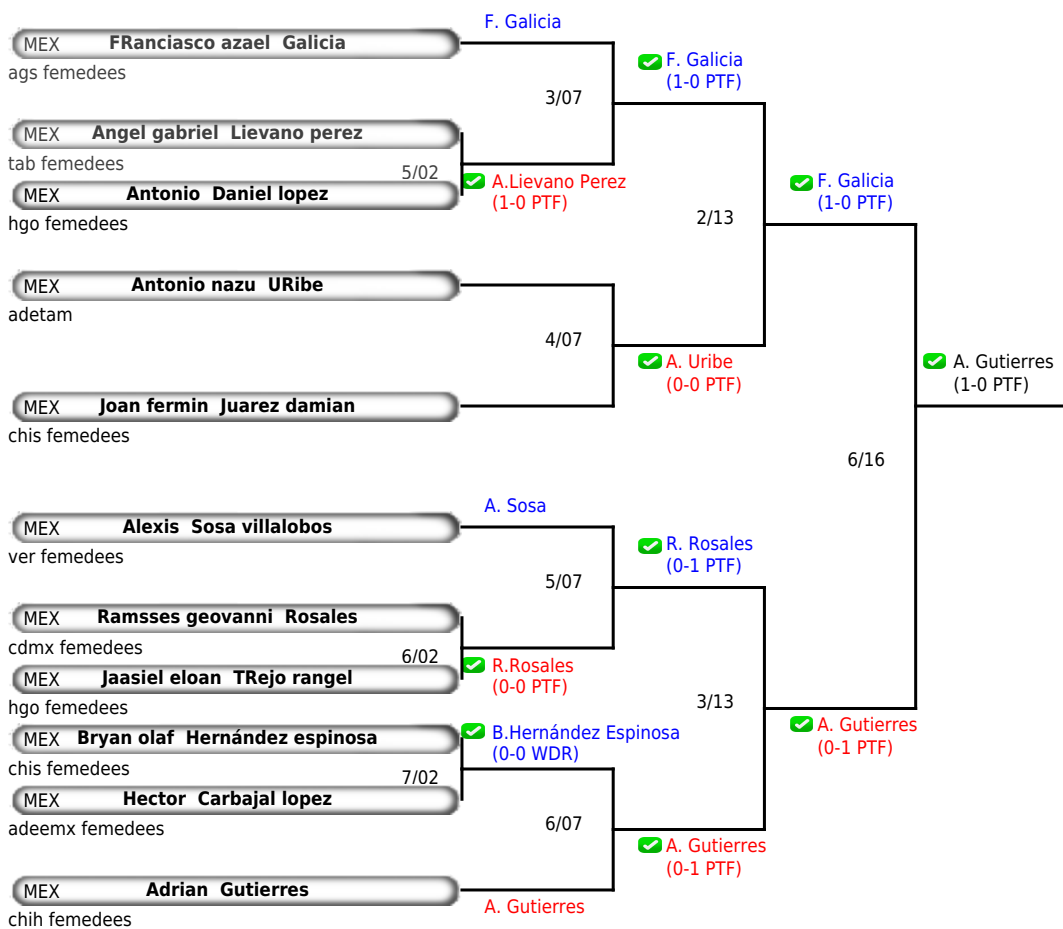 F. Galicia
MEX FRanciasco azael Galicia
ags femedees
F. Galicia
(1-0 PTF)
3/07
MEX Angel gabriel Lievano perez
tab femedees
5/02
MEX Antonio Daniel lopez
hgo femedees
A.Lievano Perez
(1-0 PTF)
F. Galicia
(1-0 PTF)
2/13
MEX Antonio nazu URibe
adetam
4/07
A. Uribe
(0-0 PTF)
A. Gutierres
(1-0 PTF)
MEX Joan fermin Juarez damian
chis femedees
6/16
A. Sosa
MEX Alexis Sosa villalobos
ver femedees
R. Rosales
(0-1 PTF)
5/07
MEX Ramsses geovanni Rosales
cdmx femedees
6/02
MEX Jaasiel eloan TRejo rangel
hgo femedees
R.Rosales
(0-0 PTF)
3/13
MEX Bryan olaf Hernández espinosa
chis femedees
B.Hernández Espinosa
(0-0 WDR)
A. Gutierres
(0-1 PTF)
7/02
MEX Hector Carbajal lopez
adeemx femedees
6/07
A. Gutierres
(0-1 PTF)
MEX Adrian Gutierres
chih femedees
A. Gutierres